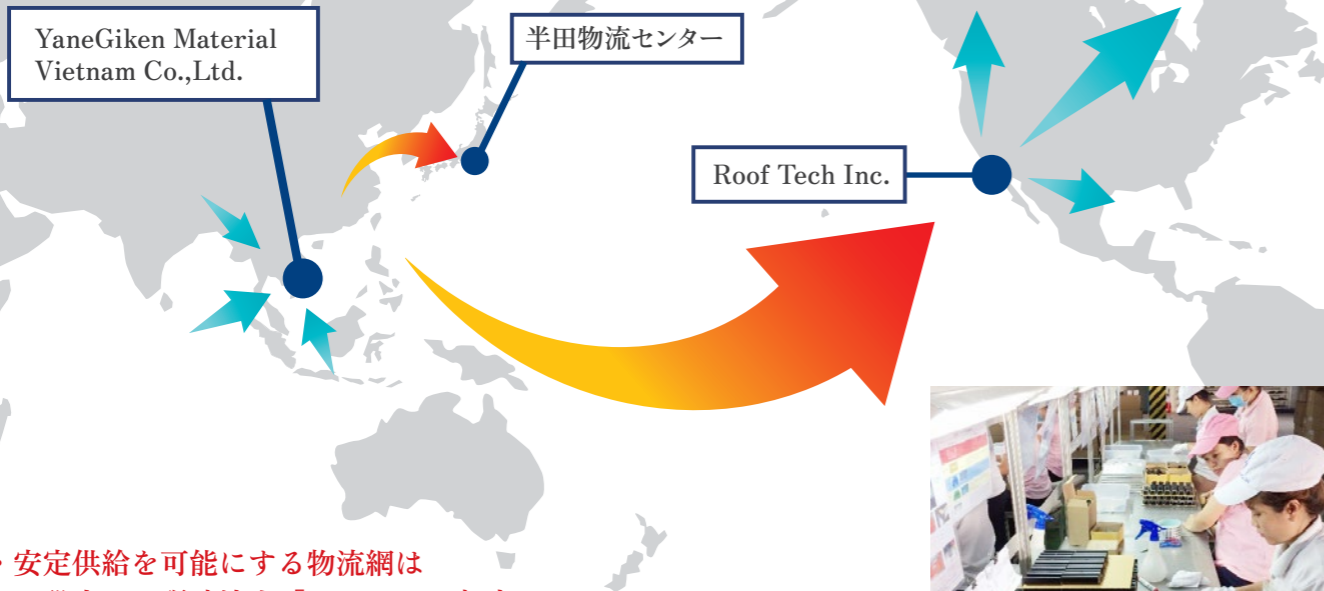 YaneGiken Material
Vietnam Co.,Ltd.
半田物流センター
Roof Tech Inc.
安定供給を可能にする物流網は